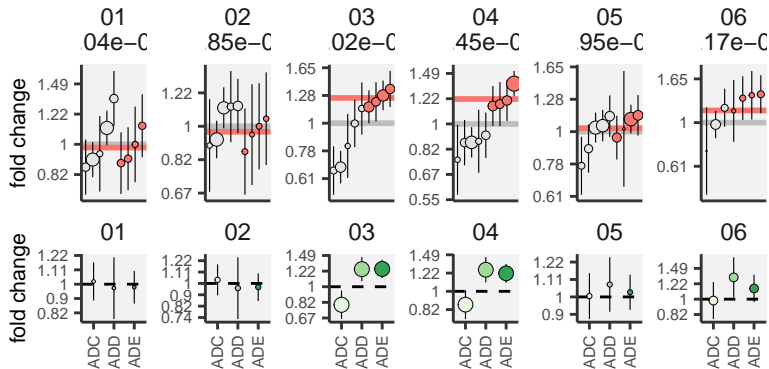 01 02 03 04 05 06
.04e−0 .85e−0 .02e−0 .45e−0 .95e−0 .17e−0
fold change
1.49 1.22 1 0.82
1.22 1 0.82 0.67
1.65 1.28 1 0.78 0.61
1.49 1.22 1 0.82 0.67 0.55
1.65 1.28 1 0.78 0.61
1.65 1 0.61
01 02 03 04 05 06
fold change
1.22 1.11 1 0.9 0.82
1.22 1.11 1 0.9 0.82 0.74
1.49 1.22 1 0.82 0.67
1.49 1.22 1 0.82
1.22 1.11 1 0.9
1.49 1.22 1 0.82
ADC ADD ADE ADC ADD ADE ADC ADD ADE ADC ADD ADE ADC ADD ADE ADC ADD ADE